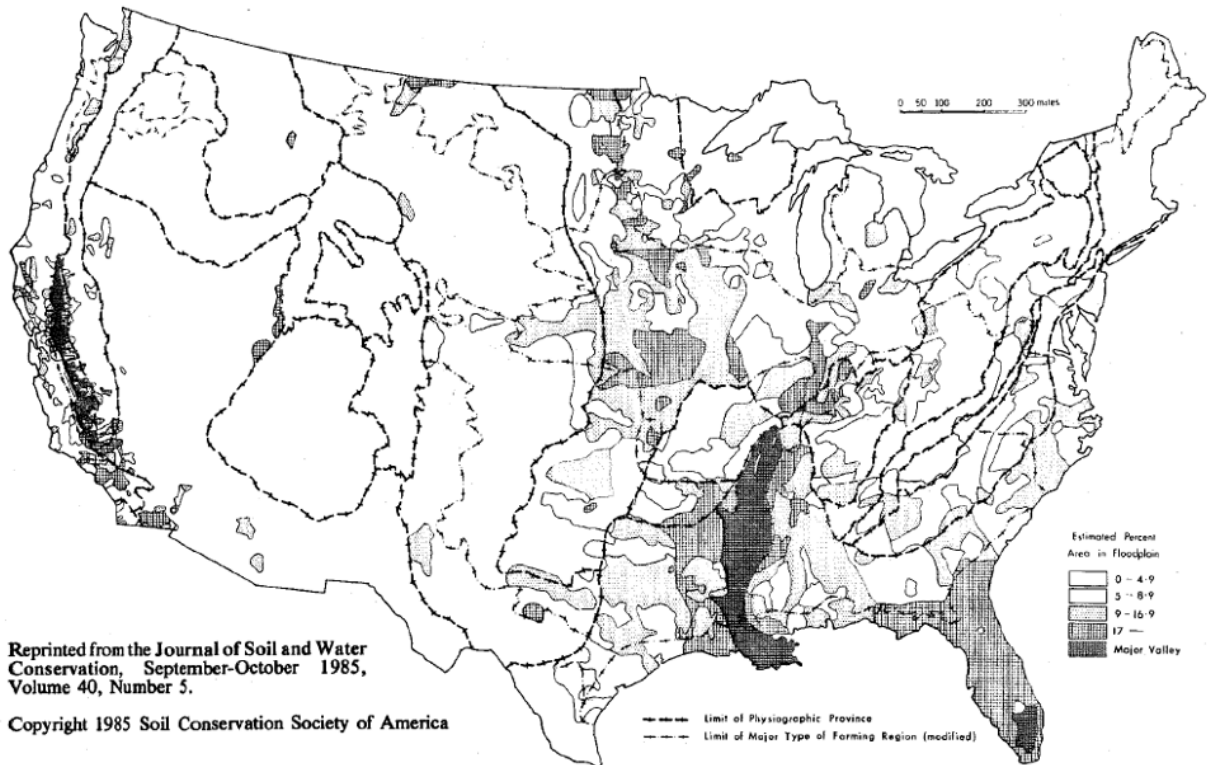 0 50 100 200 300 miles
Estimated Percent
Area in Floodplain
0 - 4·9
5 - 8·9
9 - 16·9
17 —
Major Valley
Reprinted from the Journal of Soil and Water
Conservation, September-October 1985,
Volume 40, Number 5.
Copyright 1985 Soil Conservation Society of America
Limit of Physiographic Province
Limit of Major Type of Farming Region (modified)